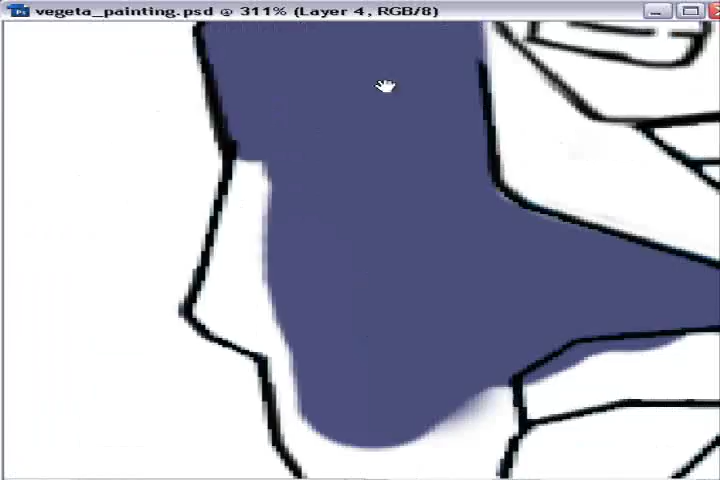 vegeta_painting.psd @ 311% (Layer 4, RGB/8)